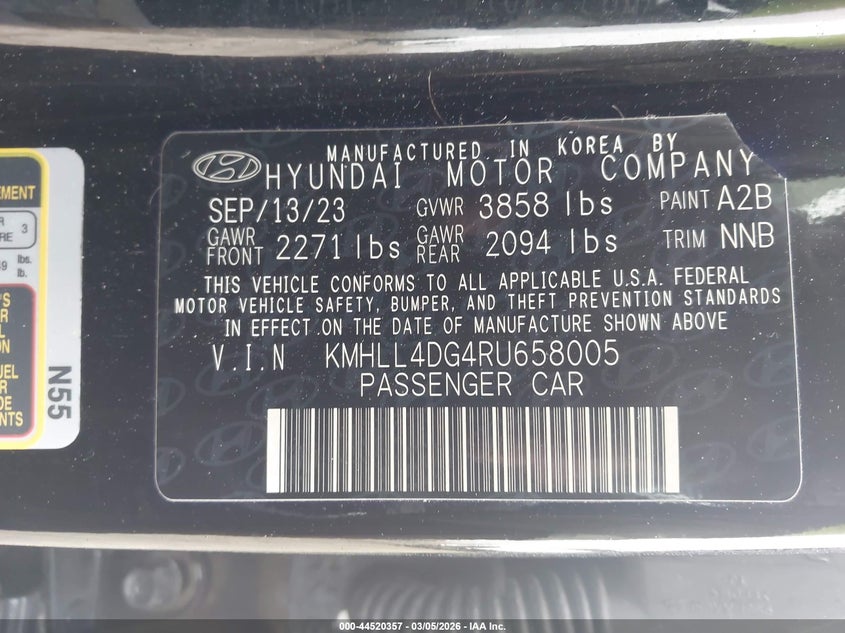 MANUFACTURED IN KOREA BY
HYUNDAI MOTOR COMPANY
SEP/13/23 GVWR 3858 lbs PAINT A2B
GAWR FRONT 2271 lbs GAWR REAR 2094 lbs TRIM NNB
THIS VEHICLE CONFORMS TO ALL APPLICABLE U.S.A. FEDERAL
MOTOR VEHICLE SAFETY, BUMPER, AND THEFT PREVENTION STANDARDS
IN EFFECT ON THE DATE OF MANUFACTURE SHOWN ABOVE
V.I.N KMHLL4DG4RU658005
PASSENGER CAR
N55
000-44520357 | 03/05/2026 - IAA Inc.